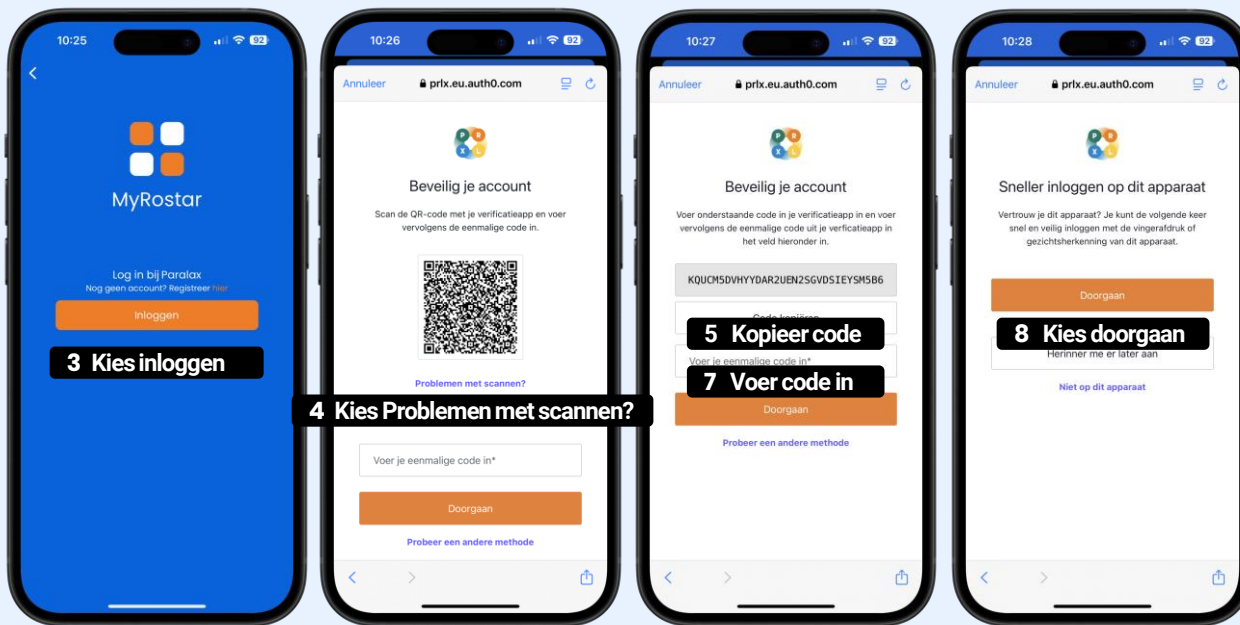 10:25
92
MyRostar
Log in bij Paralax
Nog geen account? Registreer hier
Inloggen
3 Kies inloggen
10:26
92
Annuleer
prlx.eu.auth0.com
P R
X L
Beveilig je account
Scan de QR-code met je verificatieapp en voer
vervolgens de eenmalige code in.
Problemen met scannen?
4 Kies Problemen met scannen?
Voer je eenmalige code in*
Doorgaan
Probeer een andere methode
10:27
92
Annuleer
prlx.eu.auth0.com
P R
X L
Beveilig je account
Voer onderstaande code in je verificatieapp in en voer
vervolgens de eenmalige code uit je verficatieapp in
het veld hieronder in.
KQUCM5DVHYYDAR2UEN2SGVDSIEYSM5B6
5 Kopieer code
Voer je eenmalige code in*
7 Voer code in
Doorgaan
Probeer een andere methode
10:28
92
Annuleer
prlx.eu.auth0.com
P R
X L
Sneller inloggen op dit apparaat
Vertrouw je dit apparaat? Je kunt de volgende keer
snel en veilig inloggen met de vingerafdruk of
gezichtsherkenning van dit apparaat.
Doorgaan
8 Kies doorgaan
Herinner me er later aan
Niet op dit apparaat